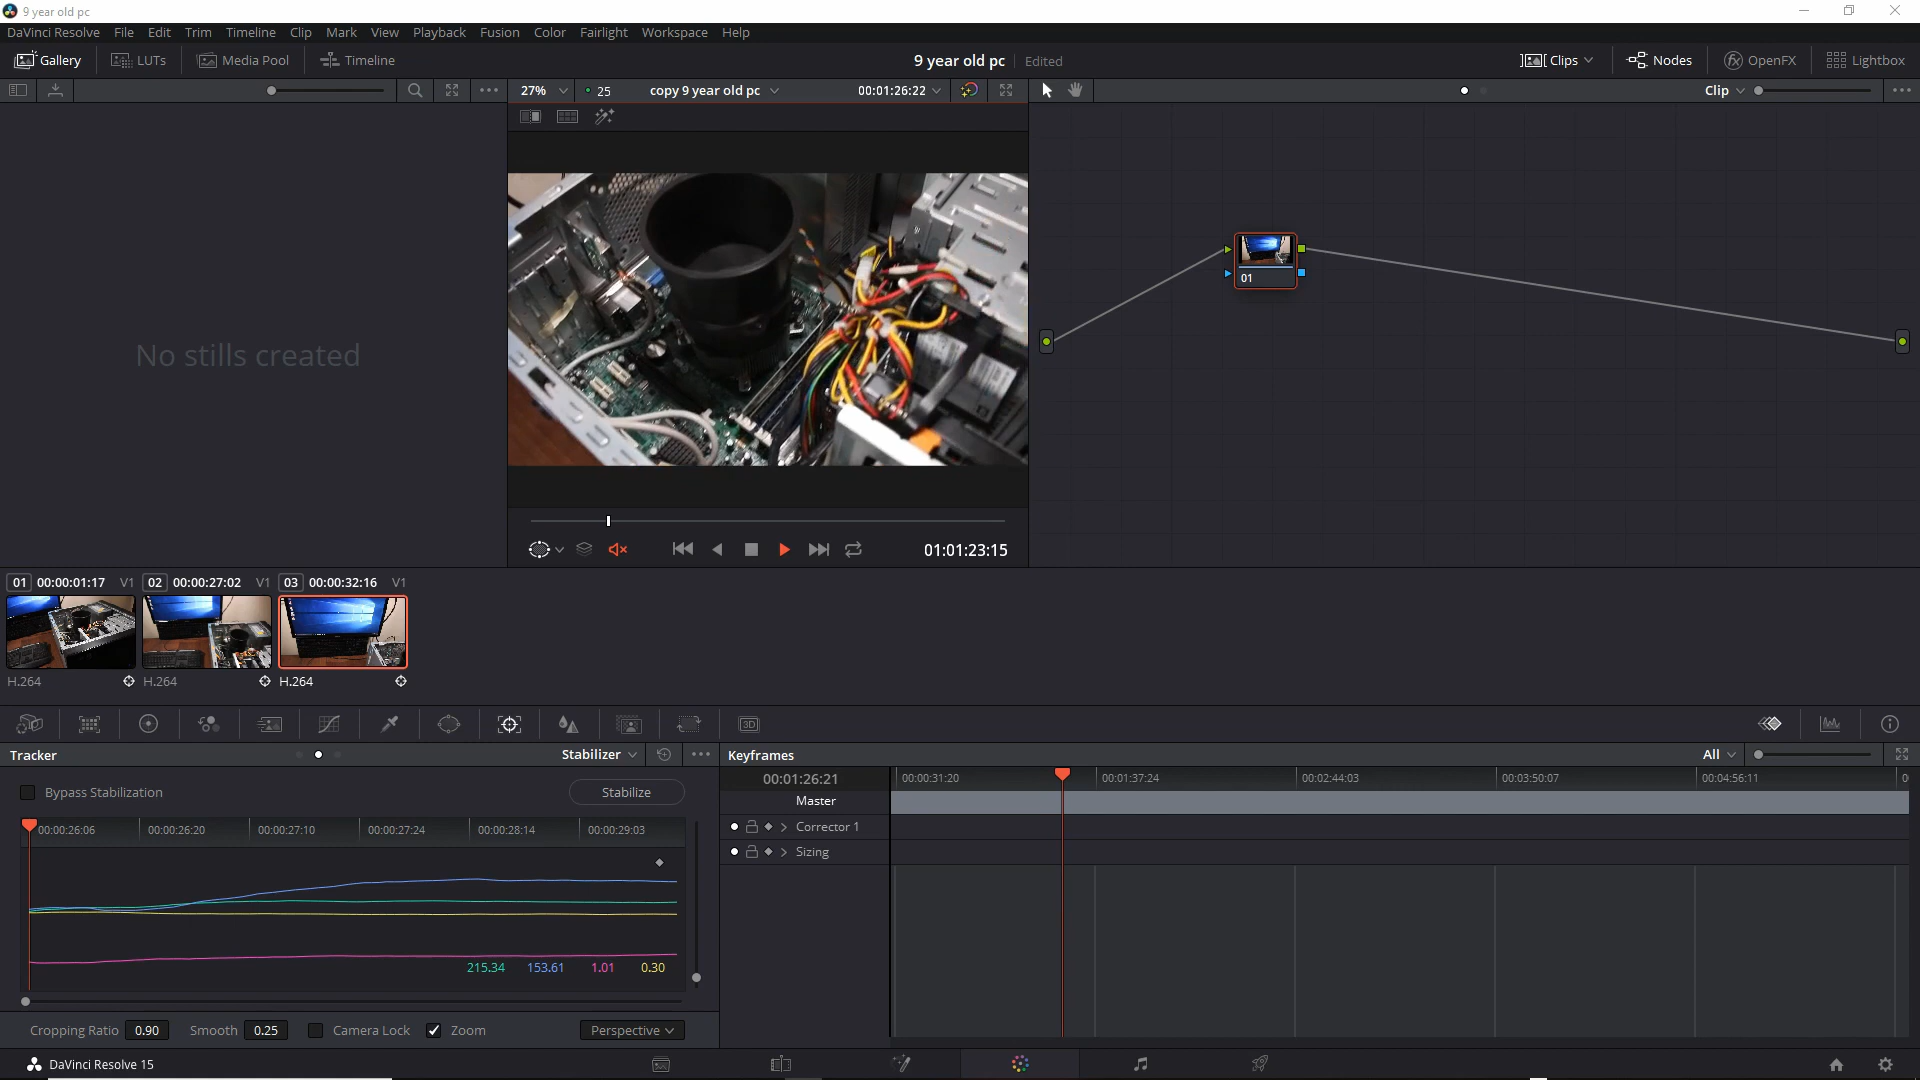 9 year old pc
DaVinci Resolve File Edit Trim Timeline Clip Mark View Playback Fusion Color Fairlight Workspace Help
Gallery LUTs Media Pool Timeline 9 year old pc Edited Clips Nodes OpenFX Lightbox
27% 25 copy 9 year old pc 00:01:26:22 Clip
No stills created
01
01:01:23:15
01 00:00:01:17 V1 02 00:00:27:02 V1 03 00:00:32:16 V1
H.264 H.264 H.264
3D
Tracker Stabilizer Keyframes All
00:01:26:21 00:00:31:20 00:01:37:24 00:02:44:03 00:03:50:07 00:04:56:11 0
Bypass Stabilization Stabilize Master
00:00:26:06 00:00:26:20 00:00:27:10 00:00:27:24 00:00:28:14 00:00:29:03 Corrector 1
Sizing
215.34 153.61 1.01 0.30
Cropping Ratio 0.90 Smooth 0.25 Camera Lock Zoom Perspective
DaVinci Resolve 15